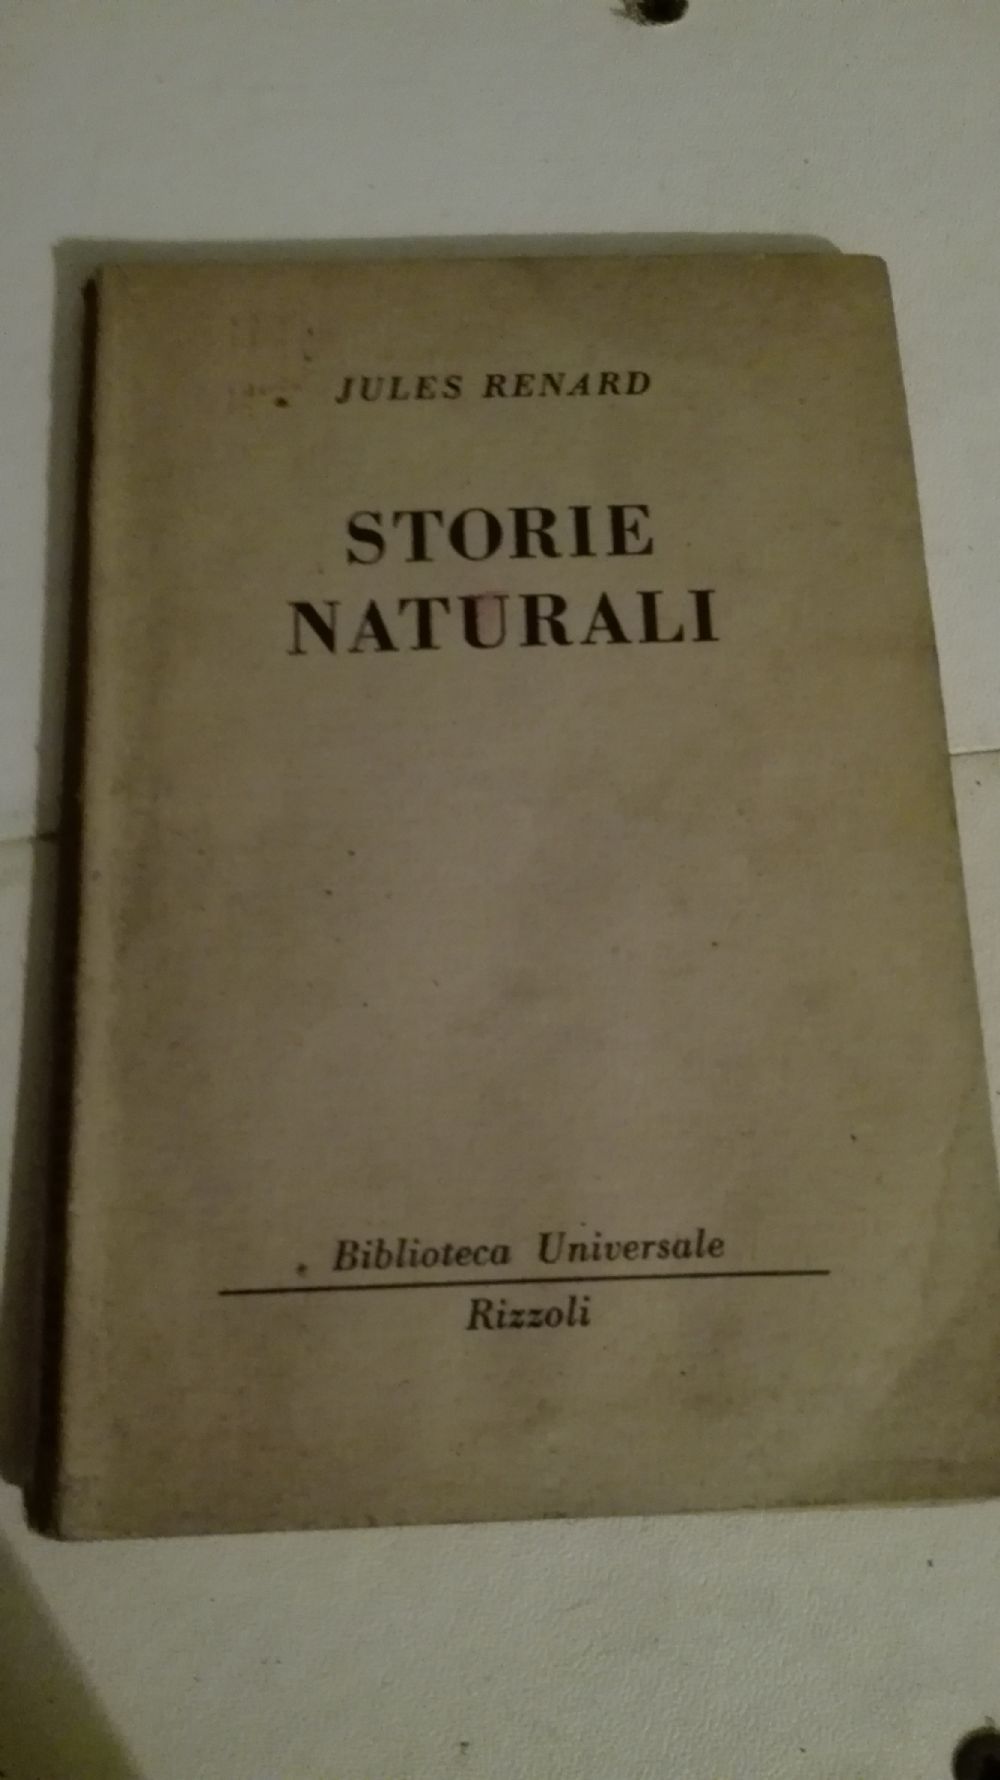 JULES RENARD
STORIE
NATURALI
Biblioteca Universale
Rizzoli